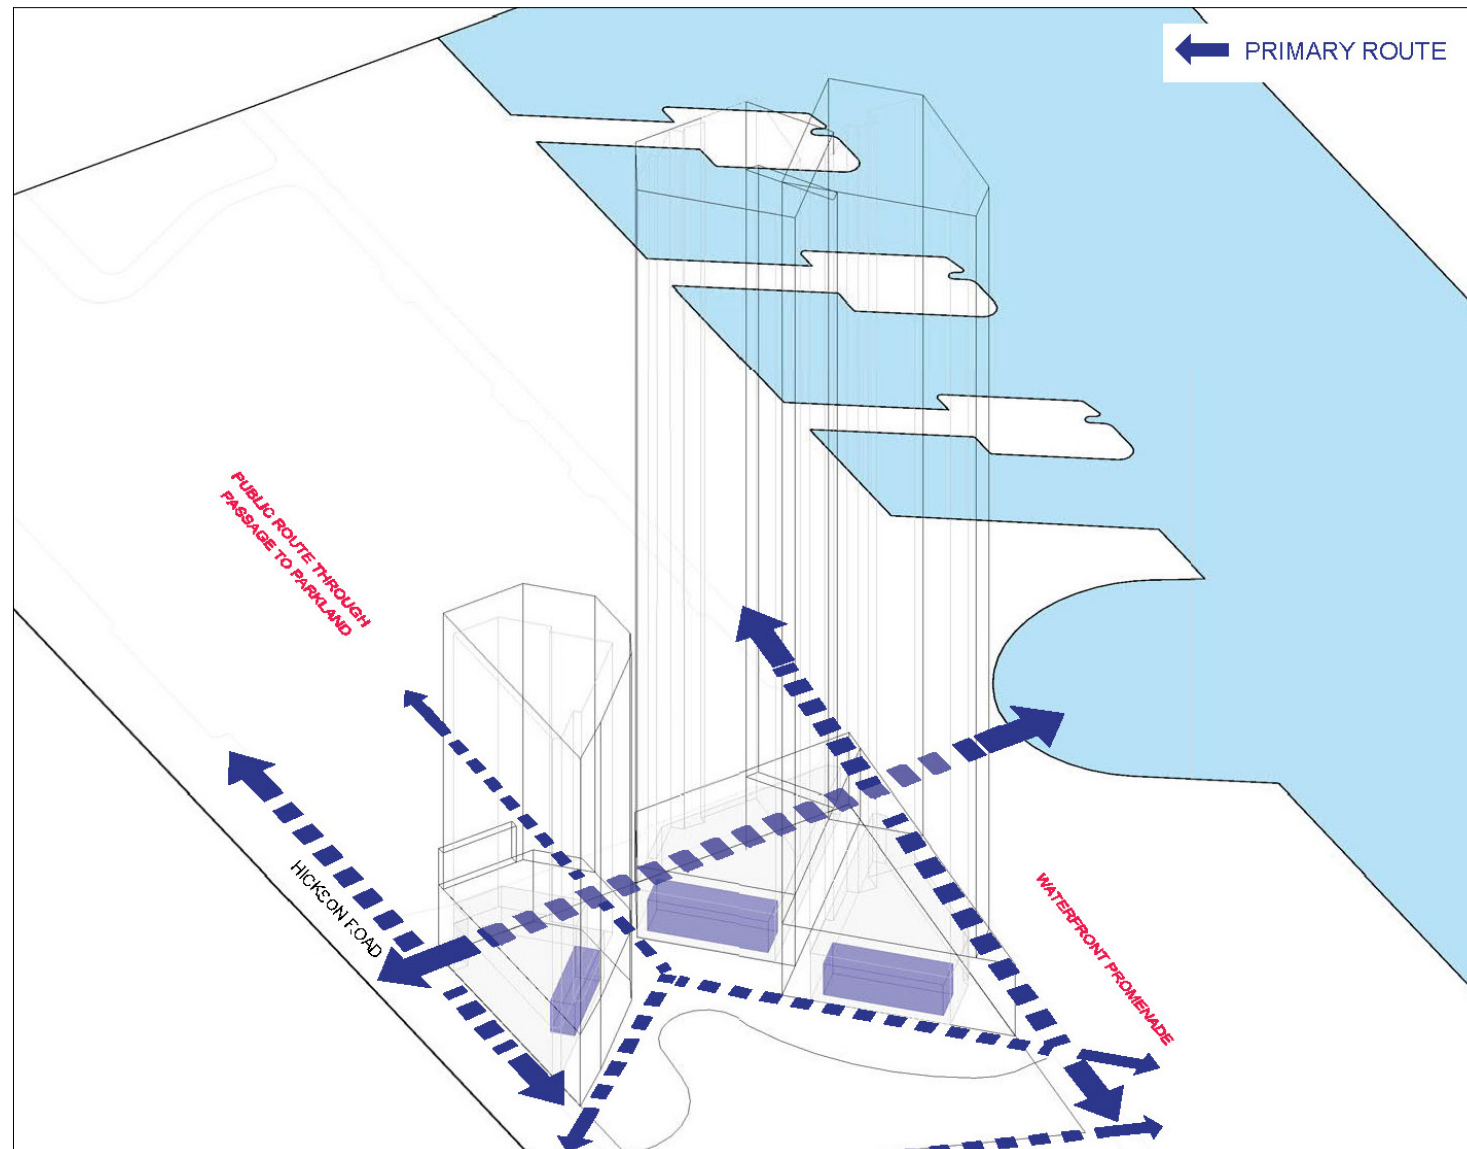 PRIMARY ROUTE
PUBLIC ROUTE THROUGH
PASSAGE TO PARKLAND
HICKSON ROAD
WATERFRONT PROMENADE